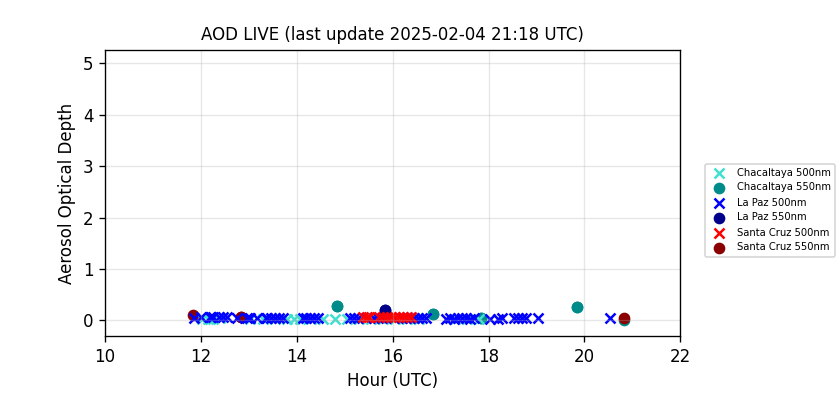 AOD LIVE (last update 2025-02-04 21:18 UTC)
Aerosol Optical Depth
5
4
3
2
1
0
10 12 14 16 18 20 22
Hour (UTC)
Chacaltaya 500nm
Chacaltaya 550nm
La Paz 500nm
La Paz 550nm
Santa Cruz 500nm
Santa Cruz 550nm